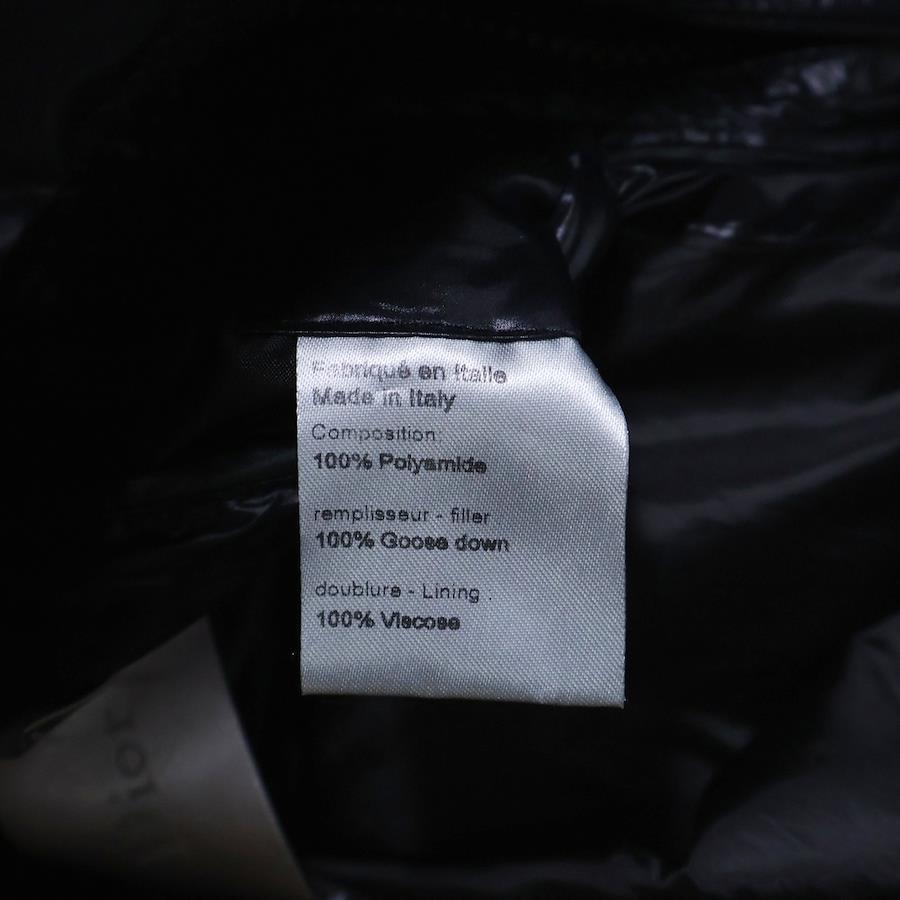 Fabriqué en Italie
Made in Italy
Composition:
100% Polyamide
remplisseur - filler
100% Goose down
doublure - Lining :
100% Viscose